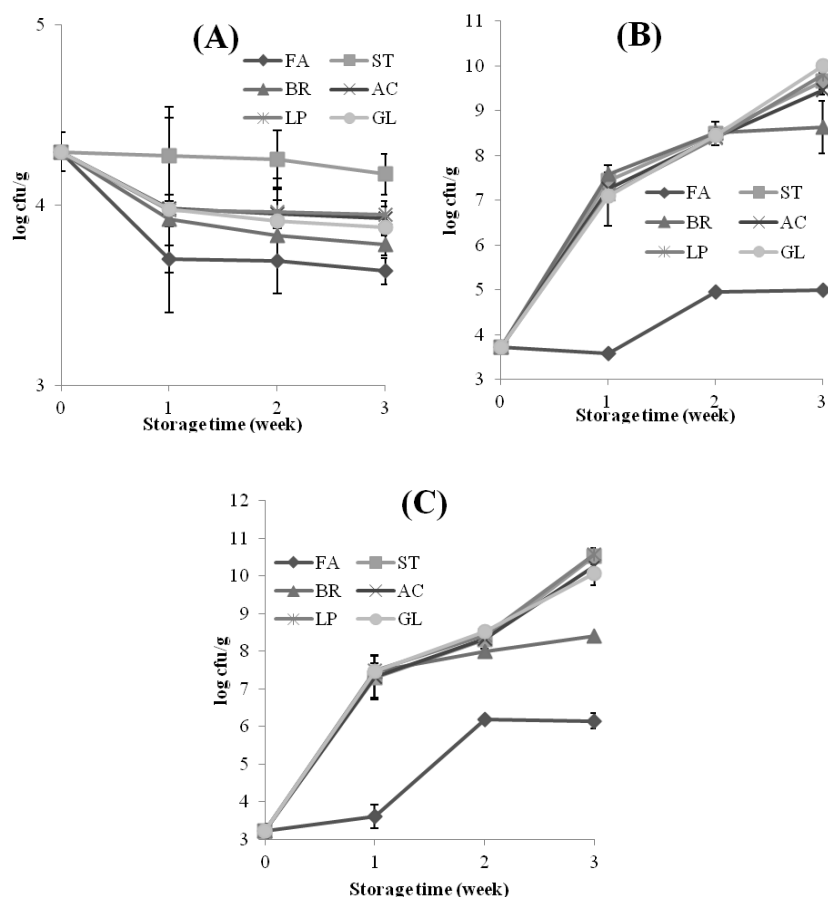 (A)
5
4
3
log cfu/g
FA ST
BR AC
LP GL
0 1 2 3
Storage time (week)
(B)
10
9
8
7
6
5
4
3
log cfu/g
FA ST
BR AC
LP GL
0 1 2 3
Storage time (week)
(C)
12
11
10
9
8
7
6
5
4
3
log cfu/g
FA ST
BR AC
LP GL
0 1 2 3
Storage time (week)